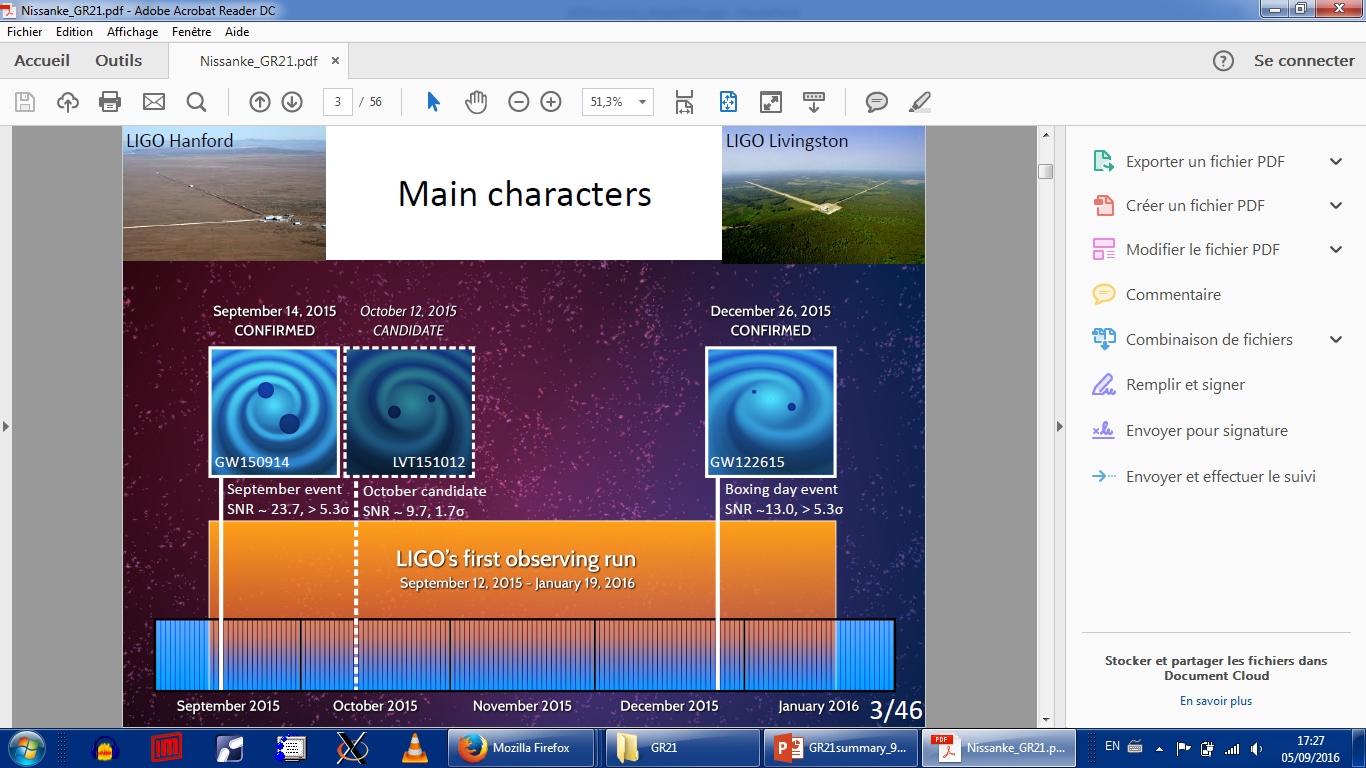 Nissanke_GR21.pdf - Adobe Acrobat Reader DC
Fichier Edition Affichage Fenêtre Aide
Accueil Outils Nissanke_GR21.pdf × ? Se connecter
3 / 56 51,3%
LIGO Hanford
LIGO Livingston
Main characters
September 14, 2015
CONFIRMED
October 12, 2015
CANDIDATE
December 26, 2015
CONFIRMED
GW150914
LVT151012
GW122615
September event
SNR ~ 23.7, > 5.3σ
October candidate
SNR ~ 9.7, 1.7σ
Boxing day event
SNR ~13.0, > 5.3σ
LIGO's first observing run
September 12, 2015 - January 19, 2016
September 2015 October 2015 November 2015 December 2015 January 2016
3/46
Exporter un fichier PDF
Créer un fichier PDF
Modifier le fichier PDF
Commentaire
Combinaison de fichiers
Remplir et signer
Envoyer pour signature
Envoyer et effectuer le suivi
Stocker et partager les fichiers dans
Document Cloud
En savoir plus
Mozilla Firefox GR21 GR21summary_9... Nissanke_GR21.p... EN 17:27
05/09/2016